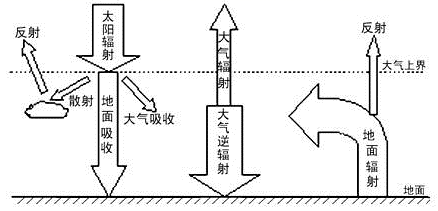 反射
太阳辐射
散射
地面吸收
大气吸收
大气辐射
大气逆辐射
反射
大气上界
地面辐射
地面